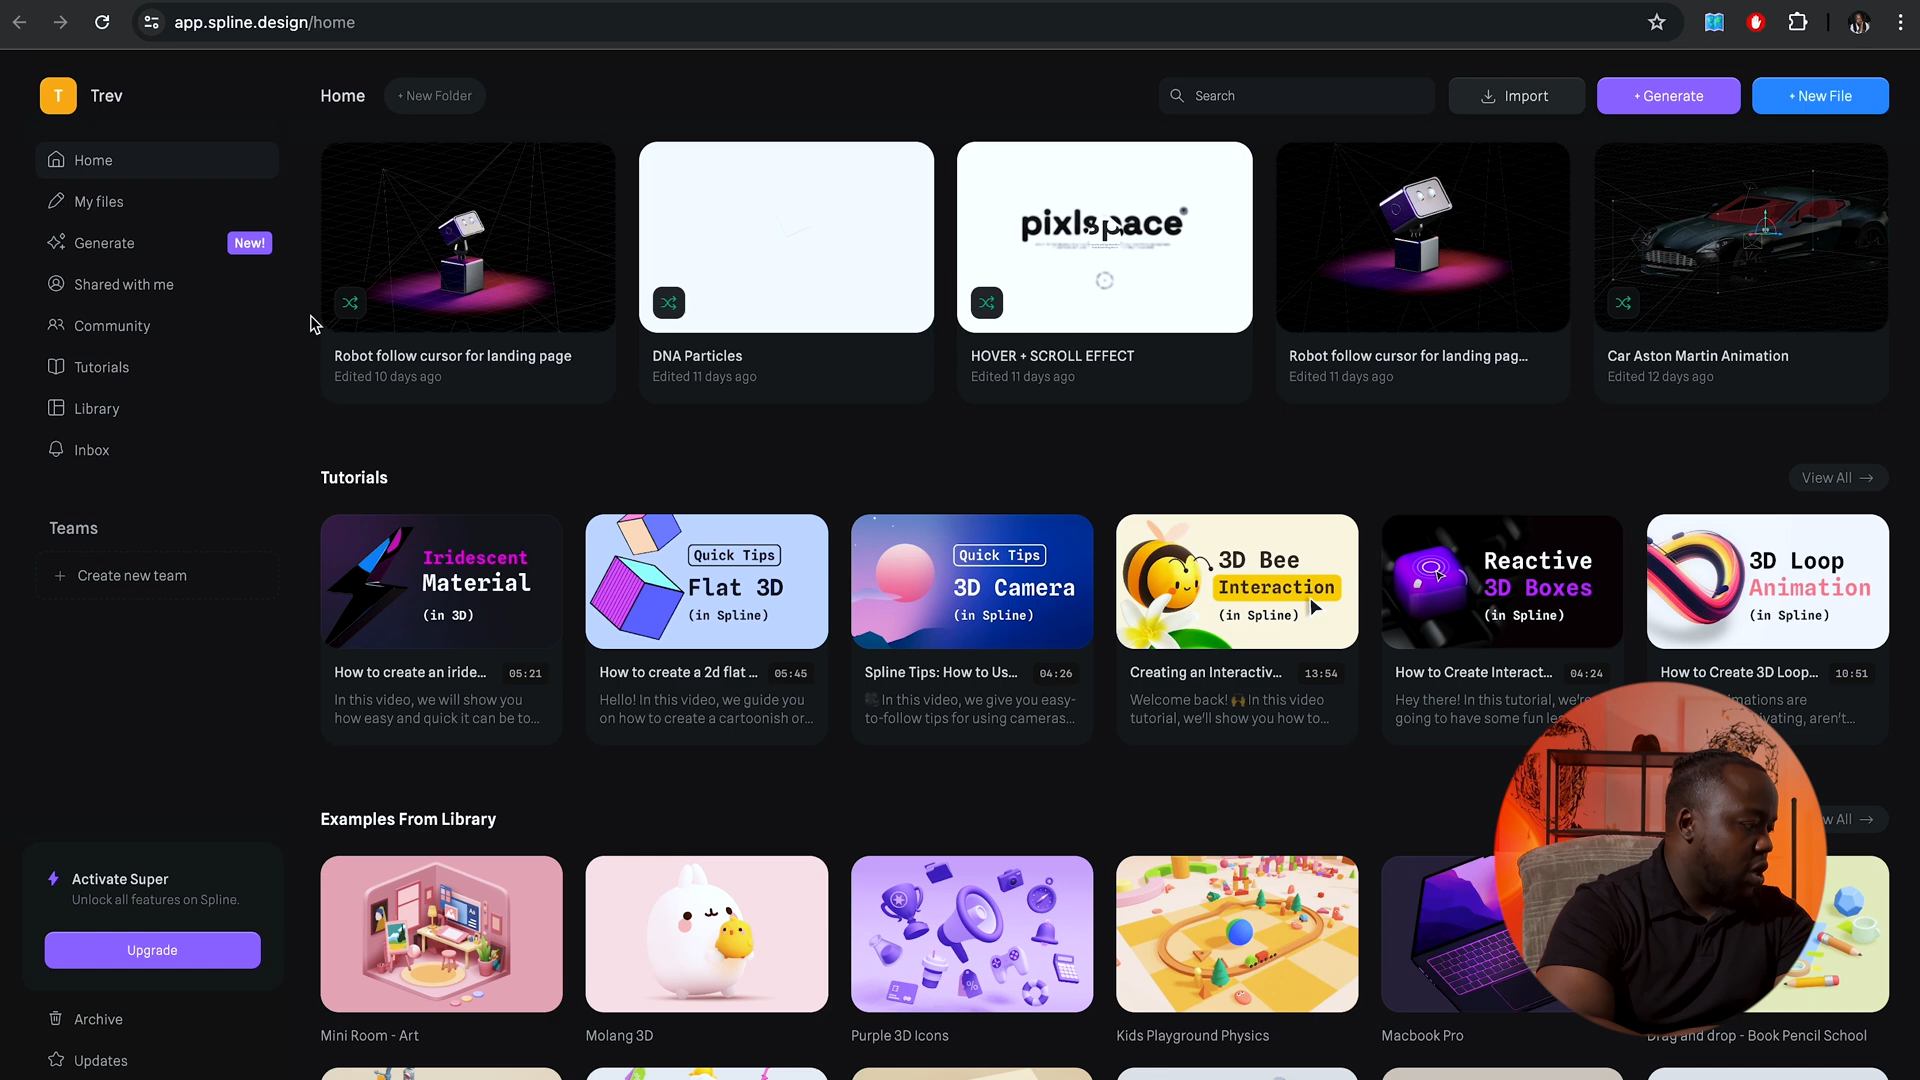 app.spline.design/home
T
Trev
Home
+ New Folder
Search
Import
+ Generate
+ New File
Home
My files
Generate
New!
Shared with me
Community
Tutorials
Library
Inbox
Teams
+ Create new team
Activate Super
Unlock all features on Spline.
Upgrade
Archive
Updates
pixlspace
Robot follow cursor for landing page
Edited 10 days ago
DNA Particles
Edited 11 days ago
HOVER + SCROLL EFFECT
Edited 11 days ago
Robot follow cursor for landing pag...
Edited 11 days ago
Car Aston Martin Animation
Edited 12 days ago
Tutorials
View All →
Iridescent
Material
(in 3D)
Quick Tips
Flat 3D
(in Spline)
Quick Tips
3D Camera
(in Spline)
3D Bee
Interaction
(in Spline)
Reactive
3D Boxes
(in Spline)
3D Loop
Animation
(in Spline)
How to create an iride...
05:21
In this video, we will show you
how easy and quick it can be to...
How to create a 2d flat ...
05:45
Hello! In this video, we guide you
on how to create a cartoonish or...
Spline Tips: How to Us...
04:26
In this video, we give you easy-
to-follow tips for using cameras...
Creating an Interactiv...
13:54
Welcome back! 🙌 In this video
tutorial, we'll show you how to...
How to Create Interact...
04:24
Hey there! In this tutorial, we're
going to have some fun
How to Create 3D Loop...
10:51
aren't...
Examples From Library
All →
Mini Room - Art
Molang 3D
Purple 3D Icons
Kids Playground Physics
Macbook Pro
Drag and drop - Book Pencil School